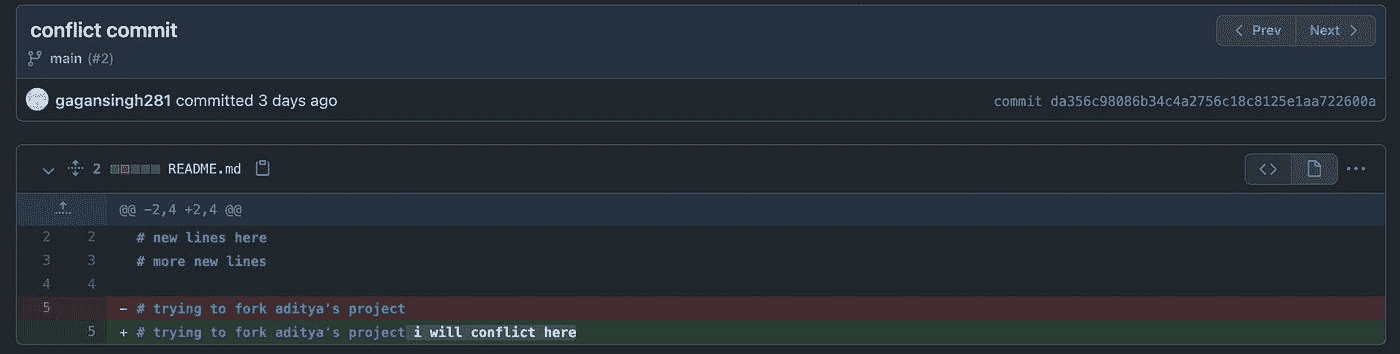 conflict commit
Prev Next
main (#2)
gagansingh281 committed 3 days ago
commit da356c98086b34c4a2756c18c8125e1aa722600a
2 README.md
@@ -2,4 +2,4 @@
2 2 # new lines here
3 3 # more new lines
4 4
5 - # trying to fork aditya's project
5 + # trying to fork aditya's project i will conflict here